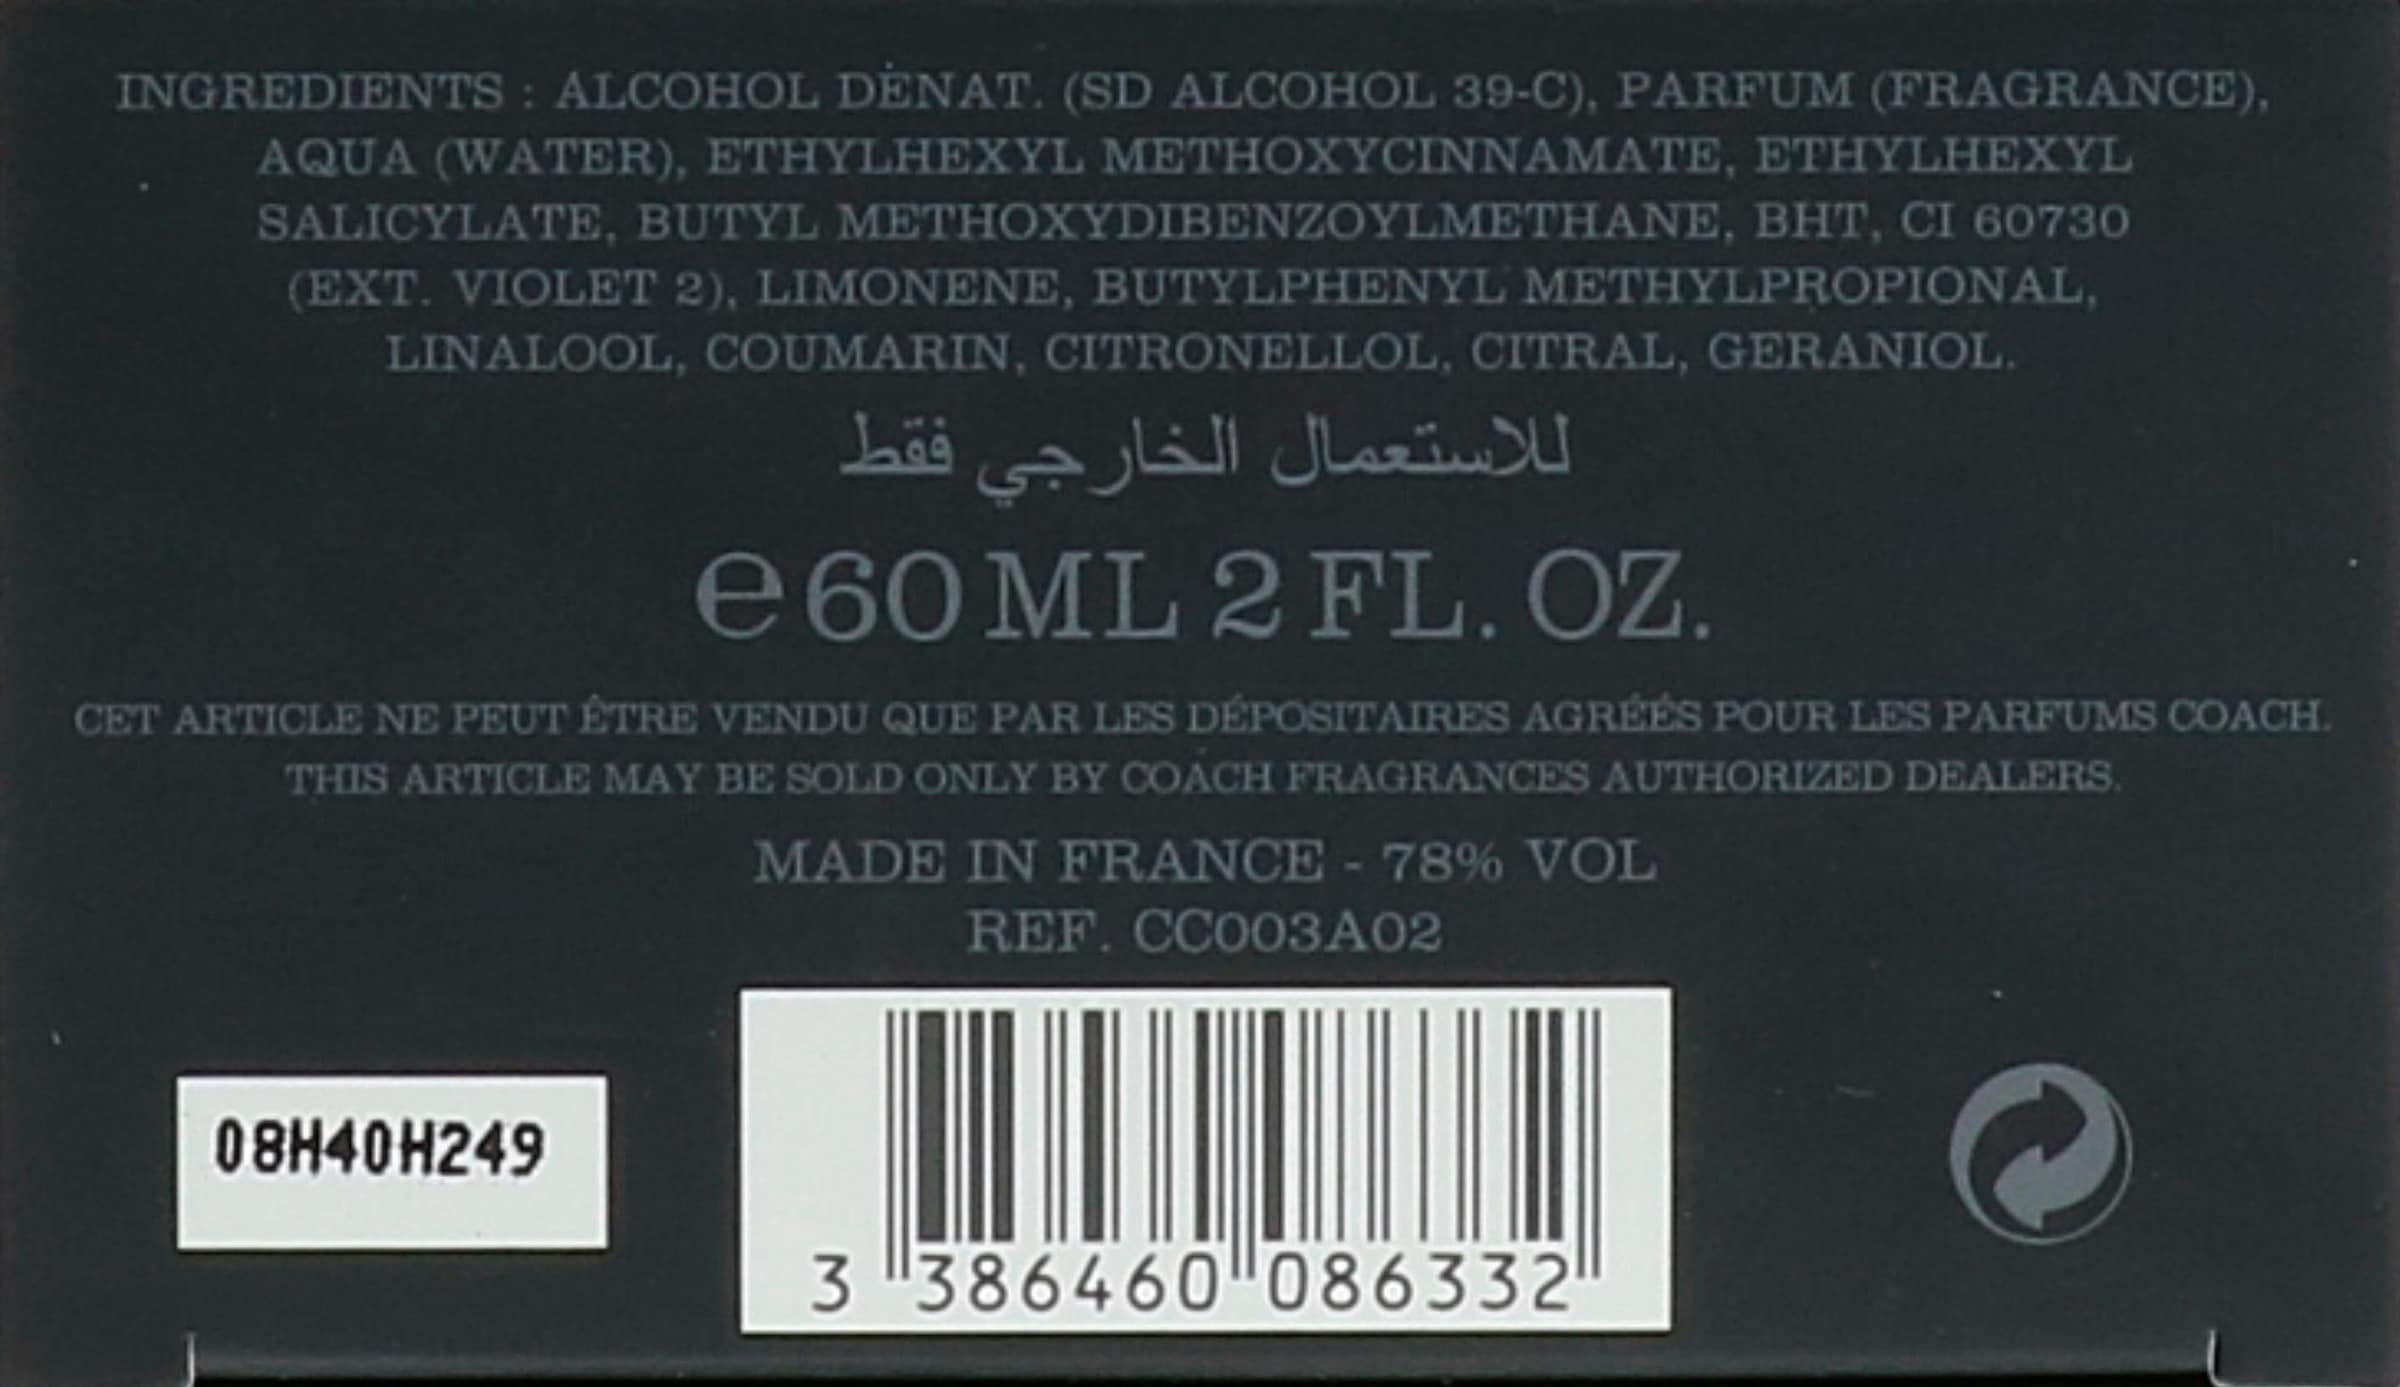 INGREDIENTS : ALCOHOL DENAT. (SD ALCOHOL 39-C), PARFUM (FRAGRANCE),
AQUA (WATER), ETHYLHEXYL METHOXYCINNAMATE, ETHYLHEXYL
SALICYLATE, BUTYL METHOXYDIBENZOYLMETHANE, BHT, CI 60730
(EXT. VIOLET 2), LIMONENE, BUTYLPHENYL METHYLPROPIONAL,
LINALOOL, COUMARIN, CITRONELLOL, CITRAL, GERANIOL.
للاستعمال الخارجي فقط
℮ 60 ML 2 FL. OZ.
CET ARTICLE NE PEUT ÊTRE VENDU QUE PAR LES DÉPOSITAIRES AGRÉÉS POUR LES PARFUMS COACH.
THIS ARTICLE MAY BE SOLD ONLY BY COACH FRAGRANCES AUTHORIZED DEALERS.
MADE IN FRANCE - 78% VOL
REF. CC003A02
08H40H249
3 386460 086332